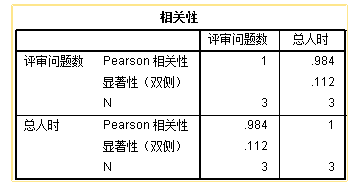 相关性
评审问题数 总人时
评审问题数 Pearson 相关性 1 .984
显著性（双侧） .112
N 3 3
总人时 Pearson 相关性 .984 1
显著性（双侧） .112
N 3 3